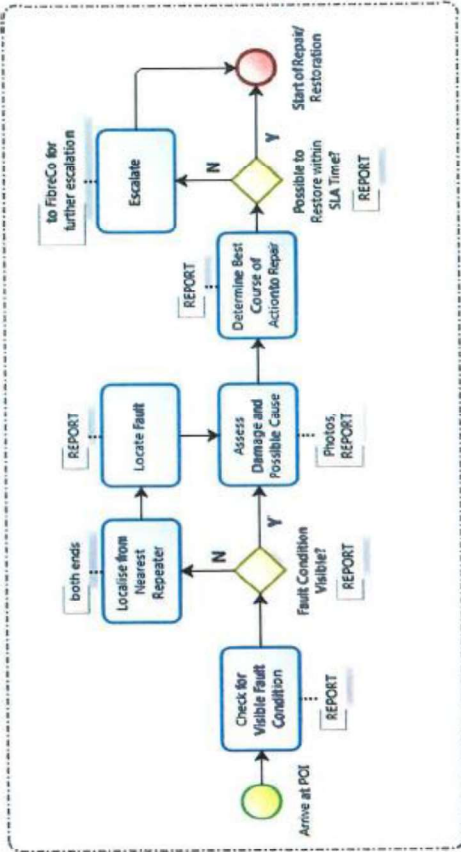 Arrive at POI
Check for
Visible Fault
Condition
REPORT
Fault Condition
Visible?
REPORT
N
Y
both ends
Localise from
Nearest
Repeater
REPORT
Locate Fault
Assess
Damage and
Possible Cause
Photos,
REPORT
REPORT
Determine Best
Course of
Actionto Repair
Possible to
Restore within
SLA Time?
REPORT
N
Y
to FibreCo for
further escalation
Escalate
Start of Repair/
Restoration